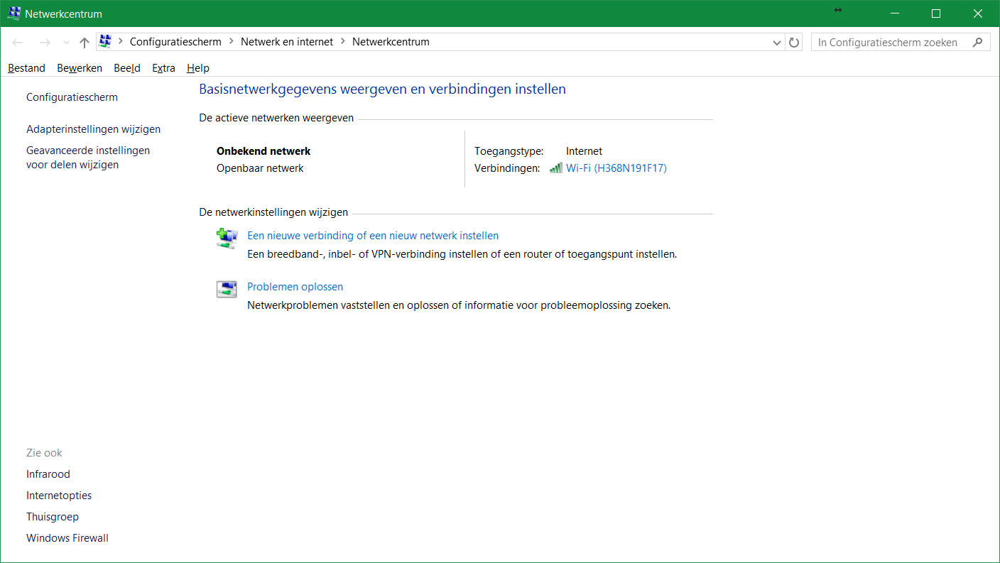 Netwerkcentrum
Configuratiescherm
Netwerk en internet
Netwerkcentrum
In Configuratiescherm zoeken
Bestand
Bewerken
Beeld
Extra
Help
Configuratiescherm
Adapterinstellingen wijzigen
Geavanceerde instellingen
voor delen wijzigen
Basisnetwerkgegevens weergeven en verbindingen instellen
De actieve netwerken weergeven
Onbekend netwerk
Openbaar netwerk
Toegangstype: Internet
Verbindingen: Wi-Fi (H368N191F17)
De netwerkinstellingen wijzigen
Een nieuwe verbinding of een nieuw netwerk instellen
Een breedband-, inbel- of VPN-verbinding instellen of een router of toegangspunt instellen.
Problemen oplossen
Netwerkproblemen vaststellen en oplossen of informatie voor probleemoplossing zoeken.
Zie ook
Infrarood
Internetopties
Thuisgroep
Windows Firewall